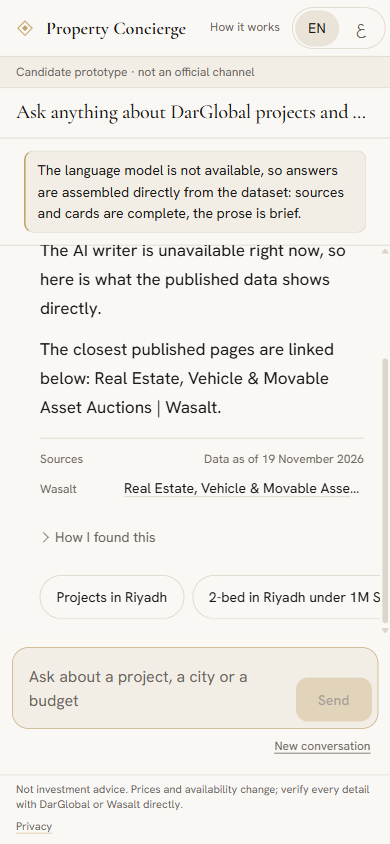 Property Concierge
How it works
EN
ع
Candidate prototype · not an official channel
Ask anything about DarGlobal projects and ...
The language model is not available, so answers
are assembled directly from the dataset: sources
and cards are complete, the prose is brief.
The AI writer is unavailable right now, so
here is what the published data shows
directly.
The closest published pages are linked
below: Real Estate, Vehicle & Movable
Asset Auctions | Wasalt.
Sources
Data as of 19 November 2026
Wasalt
Real Estate, Vehicle & Movable Asse...
How I found this
Projects in Riyadh
2-bed in Riyadh under 1M S
Ask about a project, a city or a
budget
Send
New conversation
Not investment advice. Prices and availability change; verify every detail
with DarGlobal or Wasalt directly.
Privacy